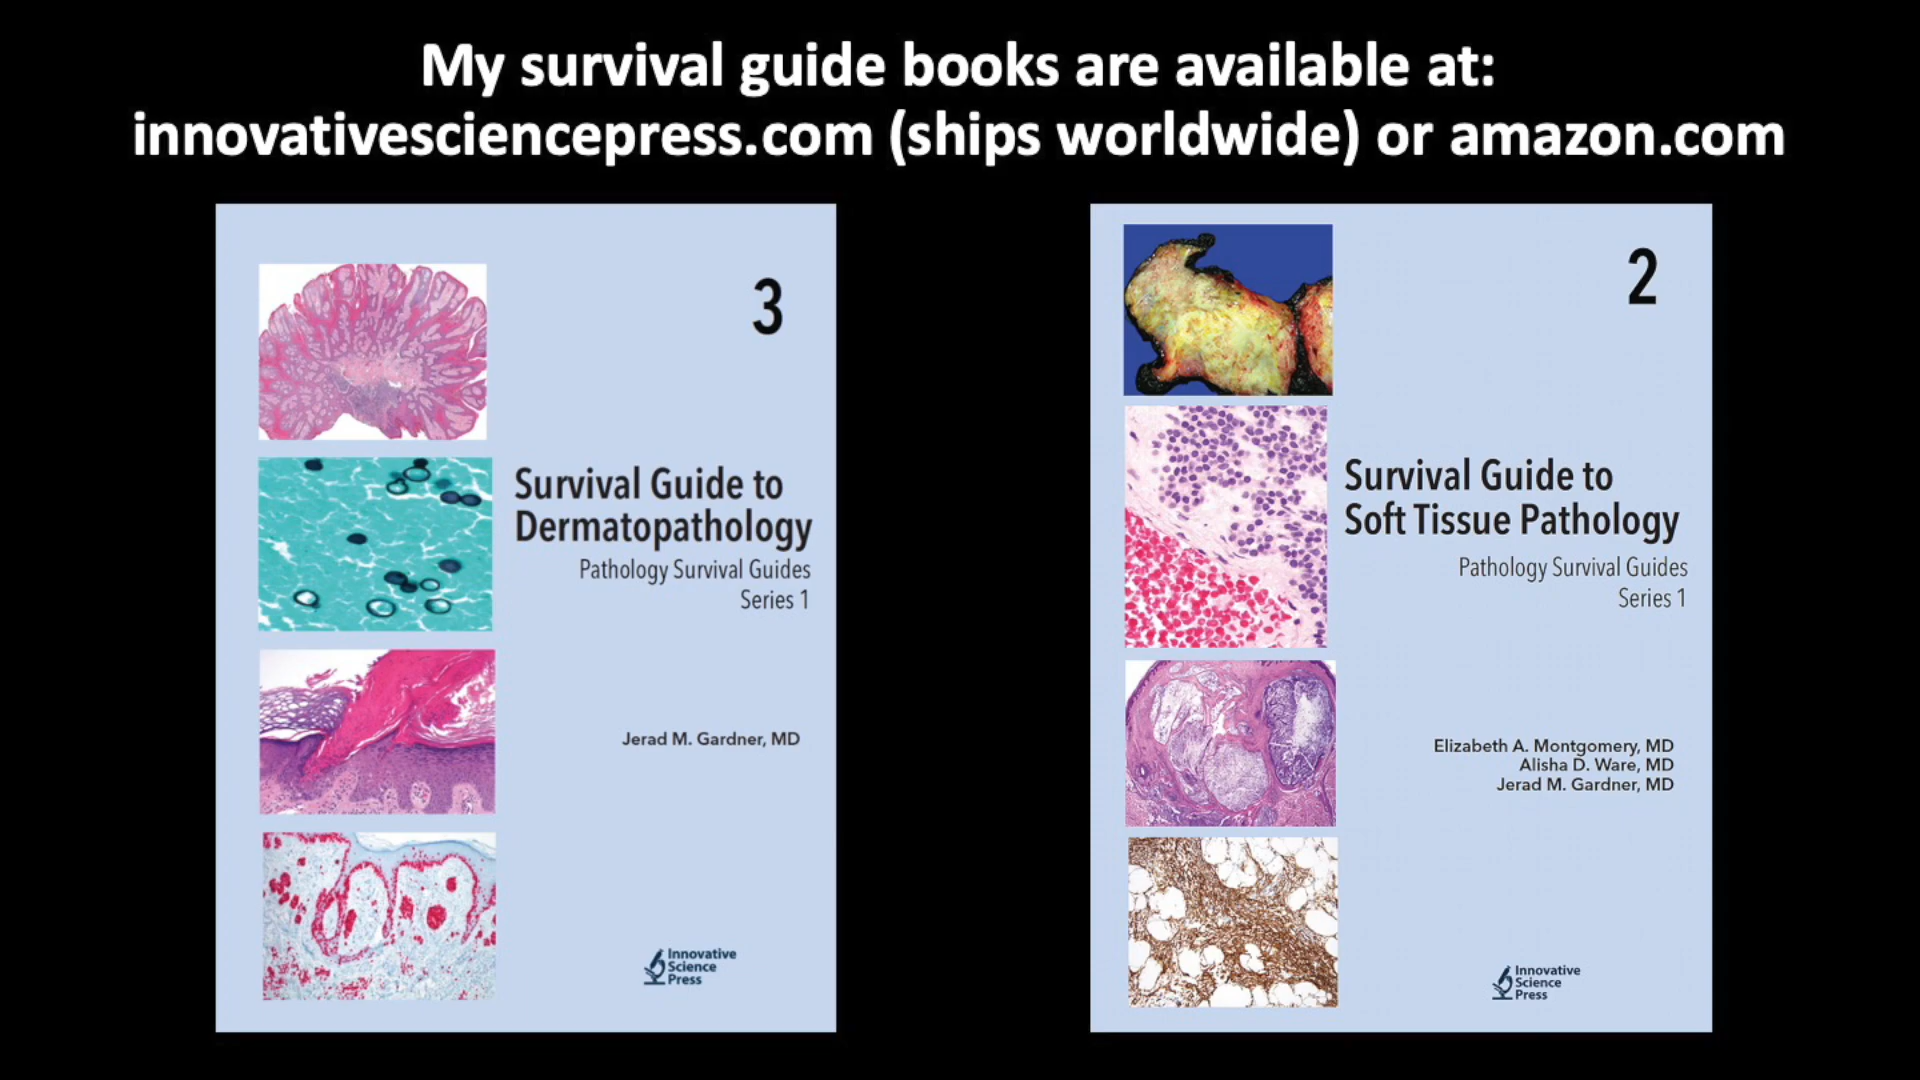 My survival guide books are available at:
innovativesciencepress.com (ships worldwide) or amazon.com
3
Survival Guide to
Dermatopathology
Pathology Survival Guides
Series 1
Jerad M. Gardner, MD
Innovative
Science
Press
2
Survival Guide to
Soft Tissue Pathology
Pathology Survival Guides
Series 1
Elizabeth A. Montgomery, MD
Alisha D. Ware, MD
Jerad M. Gardner, MD
Innovative
Science
Press